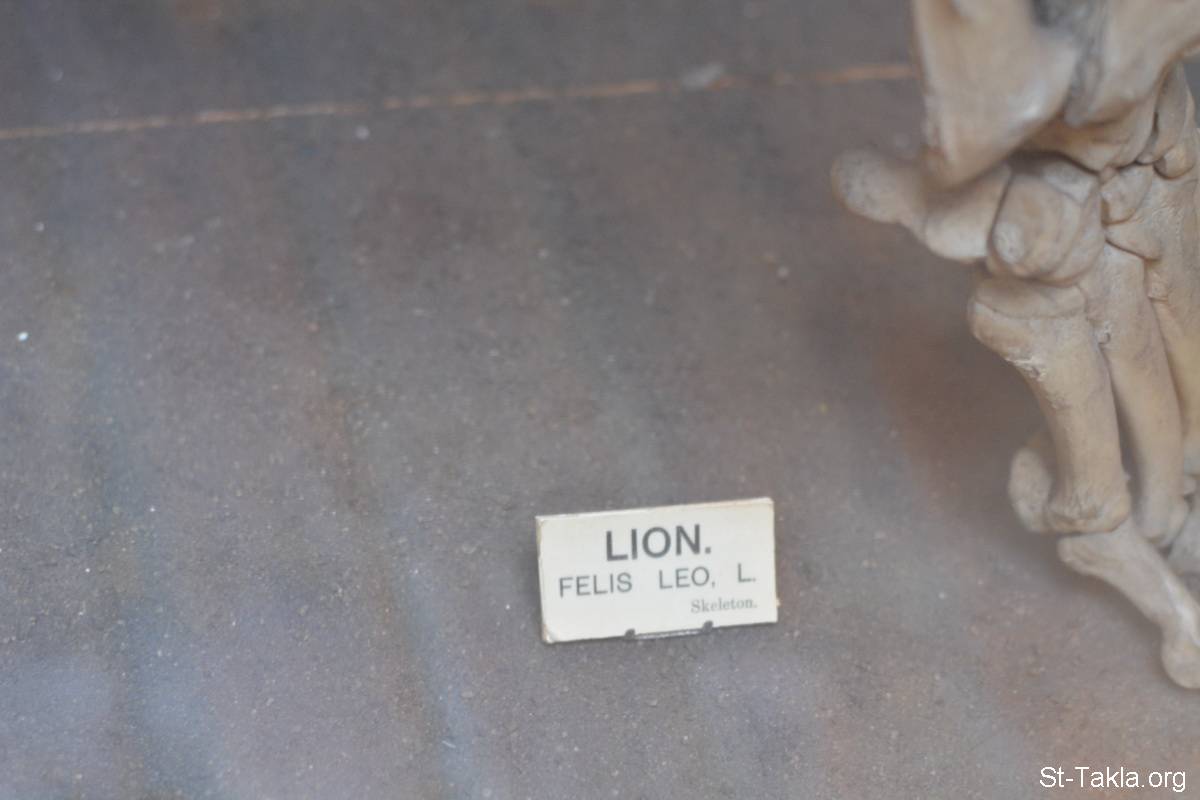 LION.
FELIS LEO, L.
Skeleton.
St-Takla.org